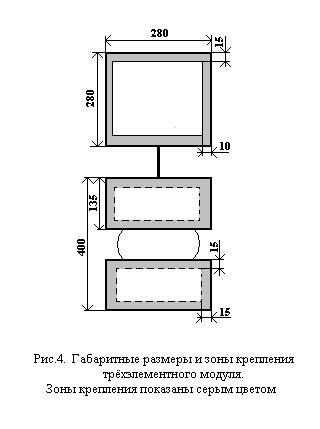 280
15
280
10
135
400
15
15
Рис.4. Габаритные размеры и зоны крепления
трёхэлементного модуля.
Зоны крепления показаны серым цветом